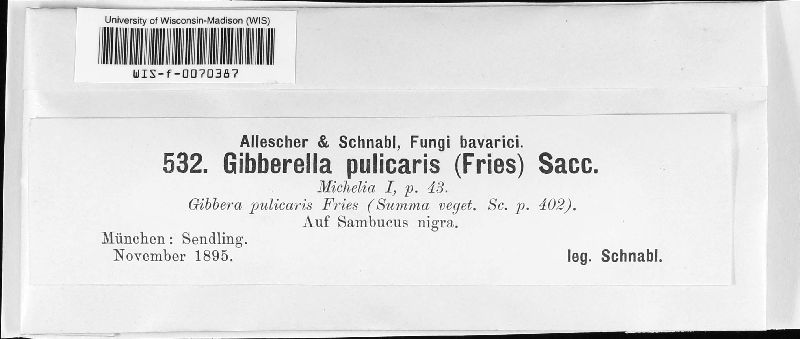 University of Wisconsin-Madison (WIS)
WIS-f-0070387
Allescher & Schnabl, Fungi bavarici.
532. Gibberella pulicaris (Fries) Sacc.
Michelia I, p. 43.
Gibbera pulicaris Fries (Summa veget. Sc. p. 402).
Auf Sambucus nigra.
München: Sendling.
November 1895.
leg. Schnabl.